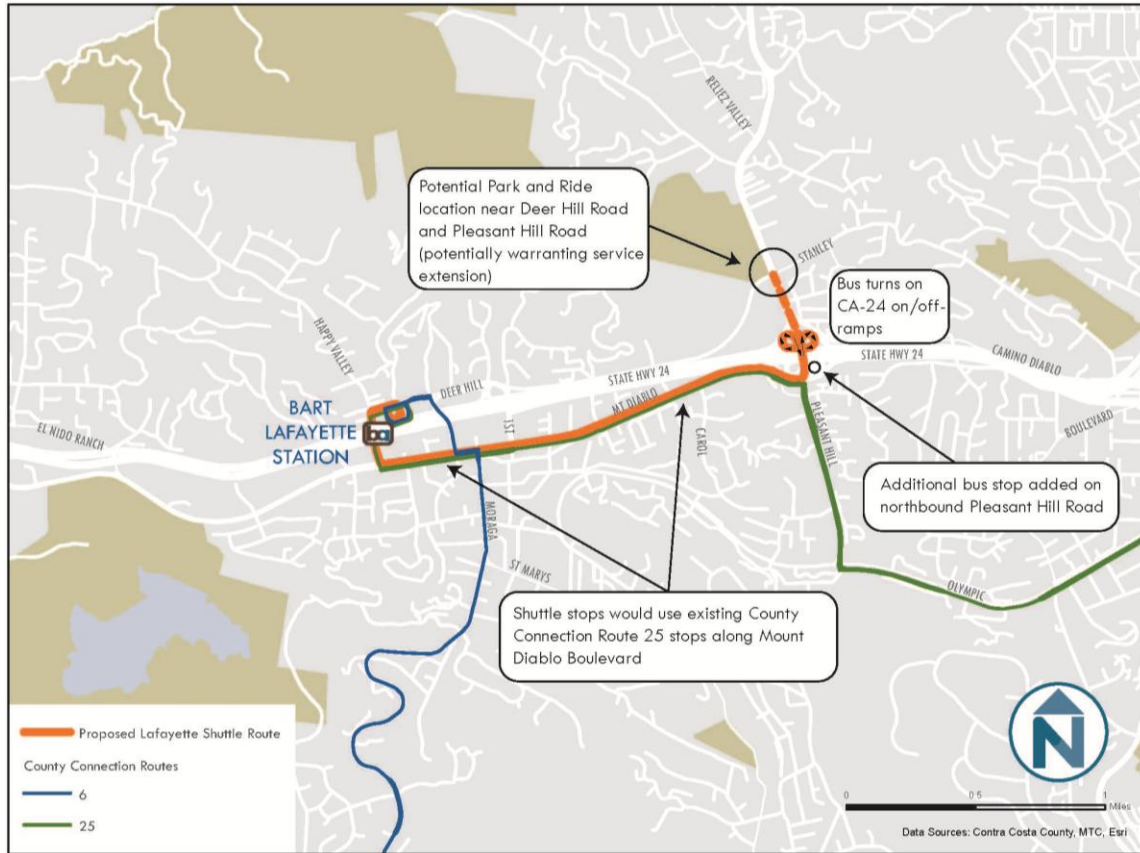 RELIEZ VALLEY
Potential Park and Ride
location near Deer Hill Road
and Pleasant Hill Road
(potentially warranting service
extension)
STANLEY
Bus turns on
CA-24 on/off-
ramps
HAPPY VALLEY
DEER HILL
STATE HWY 24
STATE HWY 24
CAMINO DIABLO
BOULEVARD
MT DIABLO
1ST
CAROL
PLEASANT HILL
BART
LAFAYETTE
STATION
EL NIDO RANCH
Additional bus stop added on
northbound Pleasant Hill Road
MORAGA
ST MARYS
OLYMPIC
Shuttle stops would use existing County
Connection Route 25 stops along Mount
Diablo Boulevard
Proposed Lafayette Shuttle Route
County Connection Routes
6
25
N
0 0.5 1
Miles
Data Sources: Contra Costa County, MTC, Esri